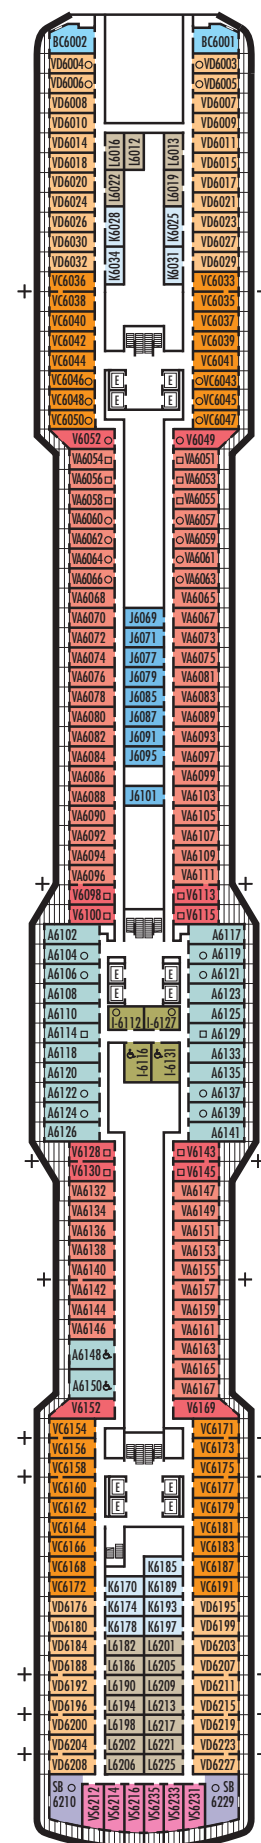 BC6002 BC6001
VD6004 VD6003
VD6006 VD6005
VD6008 VD6007
VD6010 VD6009
VD6014 L6016 L6012 L6013 VD6011
VD6018 VD6015
VD6020 L6022 L6019 VD6017
VD6024 VD6021
VD6026 K6028 K6025 VD6023
VD6030 VD6027
VD6032 K6034 K6031 VD6029
VC6036 VC6033
VC6038 VC6035
VC6040 VC6037
VC6042 VC6039
VC6044 VC6041
VC6046 E E VC6043
VC6048 E E VC6045
VC6050 VC6047
V6052 V6049
VA6054 VA6051
VA6056 VA6053
VA6058 VA6055
VA6060 VA6057
VA6062 VA6059
VA6064 VA6061
VA6066 VA6063
VA6068 VA6065
VA6070 J6069 VA6067
VA6072 J6071 VA6073
VA6074 J6077 VA6075
VA6076 J6079 VA6081
VA6078 J6085 VA6083
VA6080 J6087 VA6089
VA6082 J6091 VA6093
VA6084 J6095 VA6097
VA6086 VA6099
VA6088 J6101 VA6103
VA6090 VA6105
VA6092 VA6107
VA6094 VA6109
VA6096 VA6111
V6098 V6113
V6100 V6115
A6102 A6117
A6104 A6119
A6106 E E A6121
A6108 E E A6123
A6110 I-6112 I-6127 A6125
A6114 A6129
A6118 I-6116 I-6131 A6133
A6120 A6135
A6122 A6137
A6124 A6139
A6126 A6141
V6128 V6143
V6130 V6145
VA6132 VA6147
VA6134 VA6149
VA6136 VA6151
VA6138 VA6153
VA6140 VA6155
VA6142 VA6157
VA6144 VA6159
VA6146 VA6161
A6148 VA6163
VA6165
A6150 VA6167
V6152 V6169
VC6154 VC6171
VC6156 VC6173
VC6158 VC6175
VC6160 E E VC6177
VC6162 E E VC6179
VC6164 VC6181
VC6166 VC6183
VC6168 K6185 VC6187
VC6172 K6170 K6189 VC6191
VD6176 K6174 K6193 VD6195
VD6180 K6178 K6197 VD6199
VD6184 L6182 L6201 VD6203
VD6188 L6186 L6205 VD6207
VD6192 L6190 L6209 VD6211
VD6196 L6194 L6213 VD6215
VD6200 L6198 L6217 VD6219
VD6204 L6202 L6221 VD6223
VD6208 L6206 L6225 VD6227
SB 6210 VS6212 VS6214 VS6216 VS6235 VS6233 VS6231 SB 6229